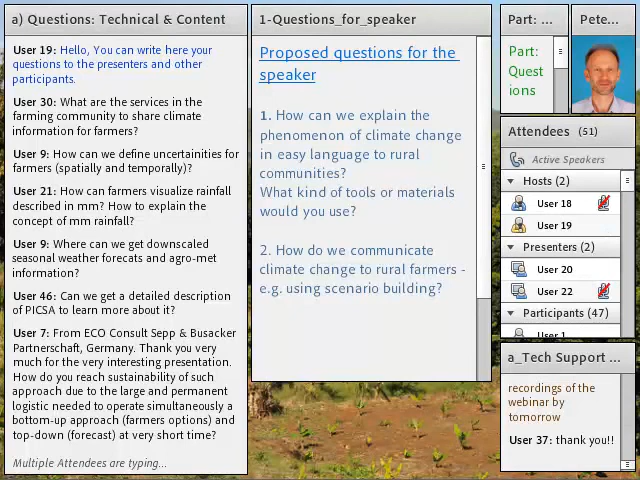 a) Questions: Technical & Content
User 19: Hello, You can write here your
questions to the presenters and other
participants.
User 30: What are the services in the
farming community to share climate
information for farmers?
User 9: How can we define uncertainities for
farmers (spatially and temporally)?
User 21: How can farmers visualize rainfall
described in mm? How to explain the
concept of mm rainfall?
User 9: Where can we get downscaled
seasonal weather forecats and agro-met
information?
User 46: Can we get a detailed description
of PICSA to learn more about it?
User 7: From ECO Consult Sepp & Busacker
Partnerschaft, Germany. Thank you very
much for the very interesting presentation.
How do you reach sustainability of such
approach due to the large and permanent
logistic needed to operate simultaneously a
bottom-up approach (farmers options) and
top-down (forecast) at very short time?
Multiple Attendees are typing...
1-Questions_for_speaker
Proposed questions for the
speaker
1. How can we explain the
phenomenon of climate change
in easy language to rural
communities?
What kind of tools or materials
would you use?
2. How do we communicate
climate change to rural farmers -
e.g. using scenario building?
Part: ...
Part:
Quest
ions
Pete...
Attendees (51)
Active Speakers
Hosts (2)
User 18
User 19
Presenters (2)
User 20
User 22
Participants (47)
User 1
a_Tech Support ...
recordings of the
webinar by
tomorrow
User 37: thank you!!